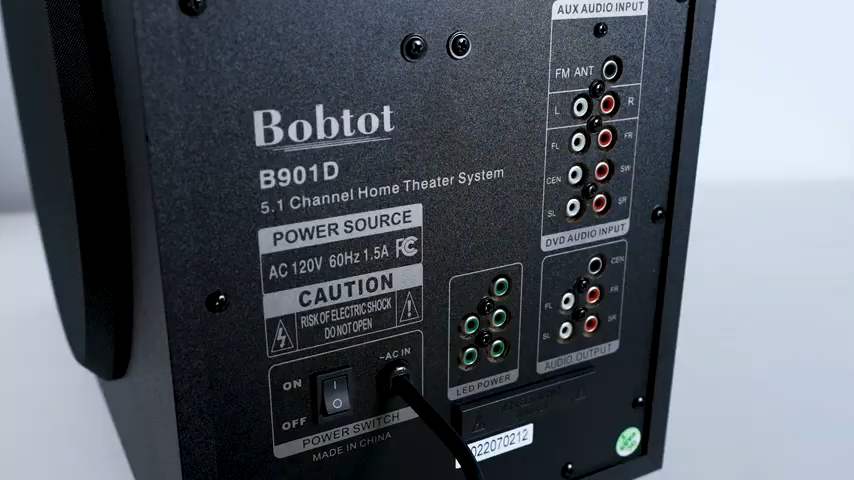 AUX AUDIO INPUT
FM ANT
L R
FL FR
CEN SW
SL SR
DVD AUDIO INPUT
Bobtot
B901D
5.1 Channel Home Theater System
POWER SOURCE
AC 120V 60Hz 1.5A FC
CAUTION
RISK OF ELECTRIC SHOCK
DO NOT OPEN
CEN
FL FR
SL SR
AUDIO OUTPUT
LED POWER
~AC IN
ON
OFF
POWER SWITCH
MADE IN CHINA
022070212